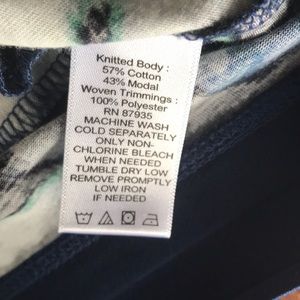 Knitted Body :
57% Cotton
43% Modal
Woven Trimmings :
100% Polyester
RN 87935
MACHINE WASH
COLD SEPARATELY
ONLY NON-
CHLORINE BLEACH
WHEN NEEDED
TUMBLE DRY LOW
REMOVE PROMPTLY
LOW IRON
IF NEEDED